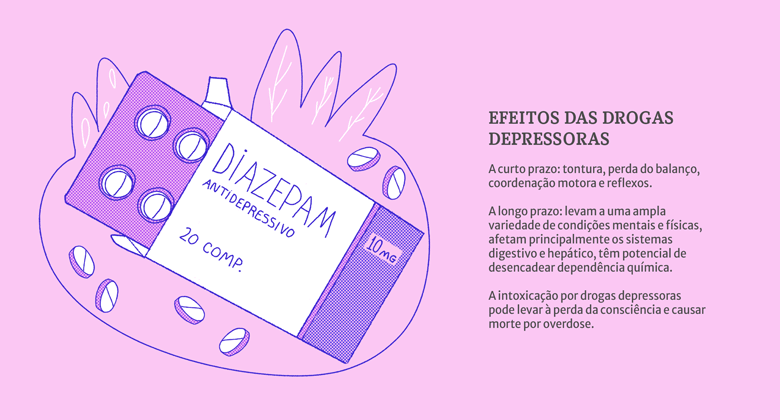 DIAZEPAM
ANTIDEPRESSIVO
20 COMP.
10MG
EFEITOS DAS DROGAS
DEPRESSORAS
A curto prazo: tontura, perda do balanço,
coordenação motora e reflexos.
A longo prazo: levam a uma ampla
variedade de condições mentais e físicas,
afetam principalmente os sistemas
digestivo e hepático, têm potencial de
desencadear dependência química.
A intoxicação por drogas depressoras
pode levar à perda da consciência e causar
morte por overdose.